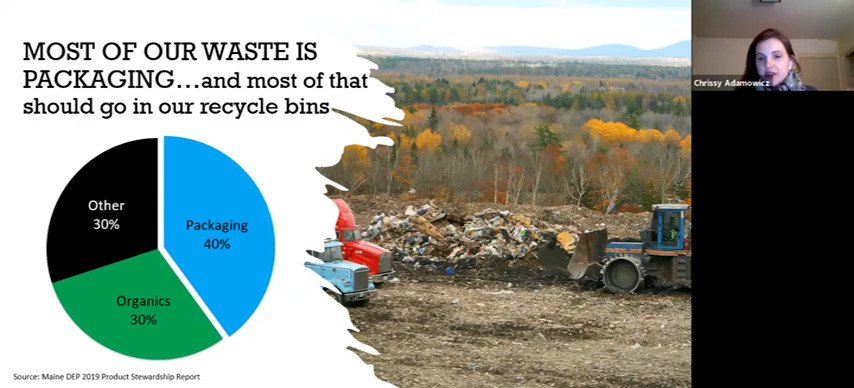 MOST OF OUR WASTE IS
PACKAGING...and most of that
should go in our recycle bins
Other
30%
Packaging
40%
Organics
30%
Source: Maine DEP 2019 Product Stewardship Report
Chrissy Adamowicz